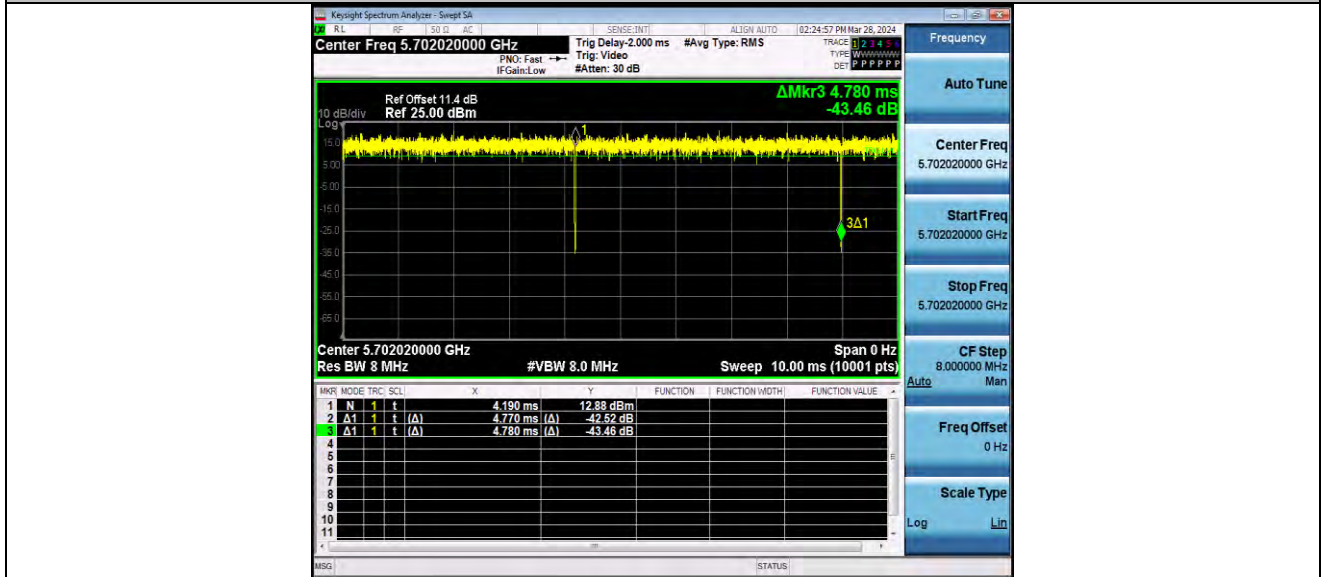 Keysight Spectrum Analyzer - Swept SA
RL RF 50 Ω AC SENSE:INT ALIGN AUTO 02:24:57 PM Mar 28, 2024
Center Freq 5.702020000 GHz
PNO: Fast
IFGain:Low
Trig Delay-2.000 ms
Trig: Video
#Atten: 30 dB
#Avg Type: RMS
TRACE 1 2 3 4 5 6
TYPE WWWWWW
DET P P P P P P
ΔMkr3 4.780 ms
-43.46 dB
Ref Offset 11.4 dB
10 dB/div Ref 25.00 dBm
Log
15.0
5.00
-5.00
-15.0
-25.0
-35.0
-45.0
-55.0
-65.0
1
3Δ1
Center 5.702020000 GHz Span 0 Hz
Res BW 8 MHz #VBW 8.0 MHz Sweep 10.00 ms (10001 pts)
MKR MODE TRC SCL X Y FUNCTION FUNCTION WIDTH FUNCTION VALUE
1 N 1 t 4.190 ms 12.88 dBm
2 Δ1 1 t (Δ) 4.770 ms (Δ) -42.52 dB
3 Δ1 1 t (Δ) 4.780 ms (Δ) -43.46 dB
4
5
6
7
8
9
10
11
MSG STATUS
Frequency
Auto Tune
Center Freq
5.702020000 GHz
Start Freq
5.702020000 GHz
Stop Freq
5.702020000 GHz
CF Step
8.000000 MHz
Auto Man
Freq Offset
0 Hz
Scale Type
Log Lin